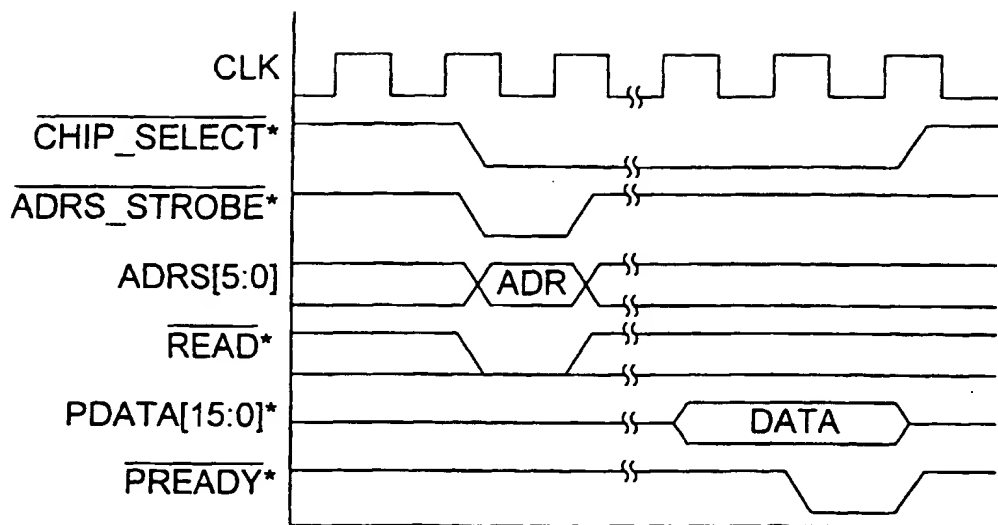 CLK
CHIP_SELECT*
ADRS_STROBE*
ADRS[5:0]
ADR
READ*
PDATA[15:0]*
DATA
PREADY*